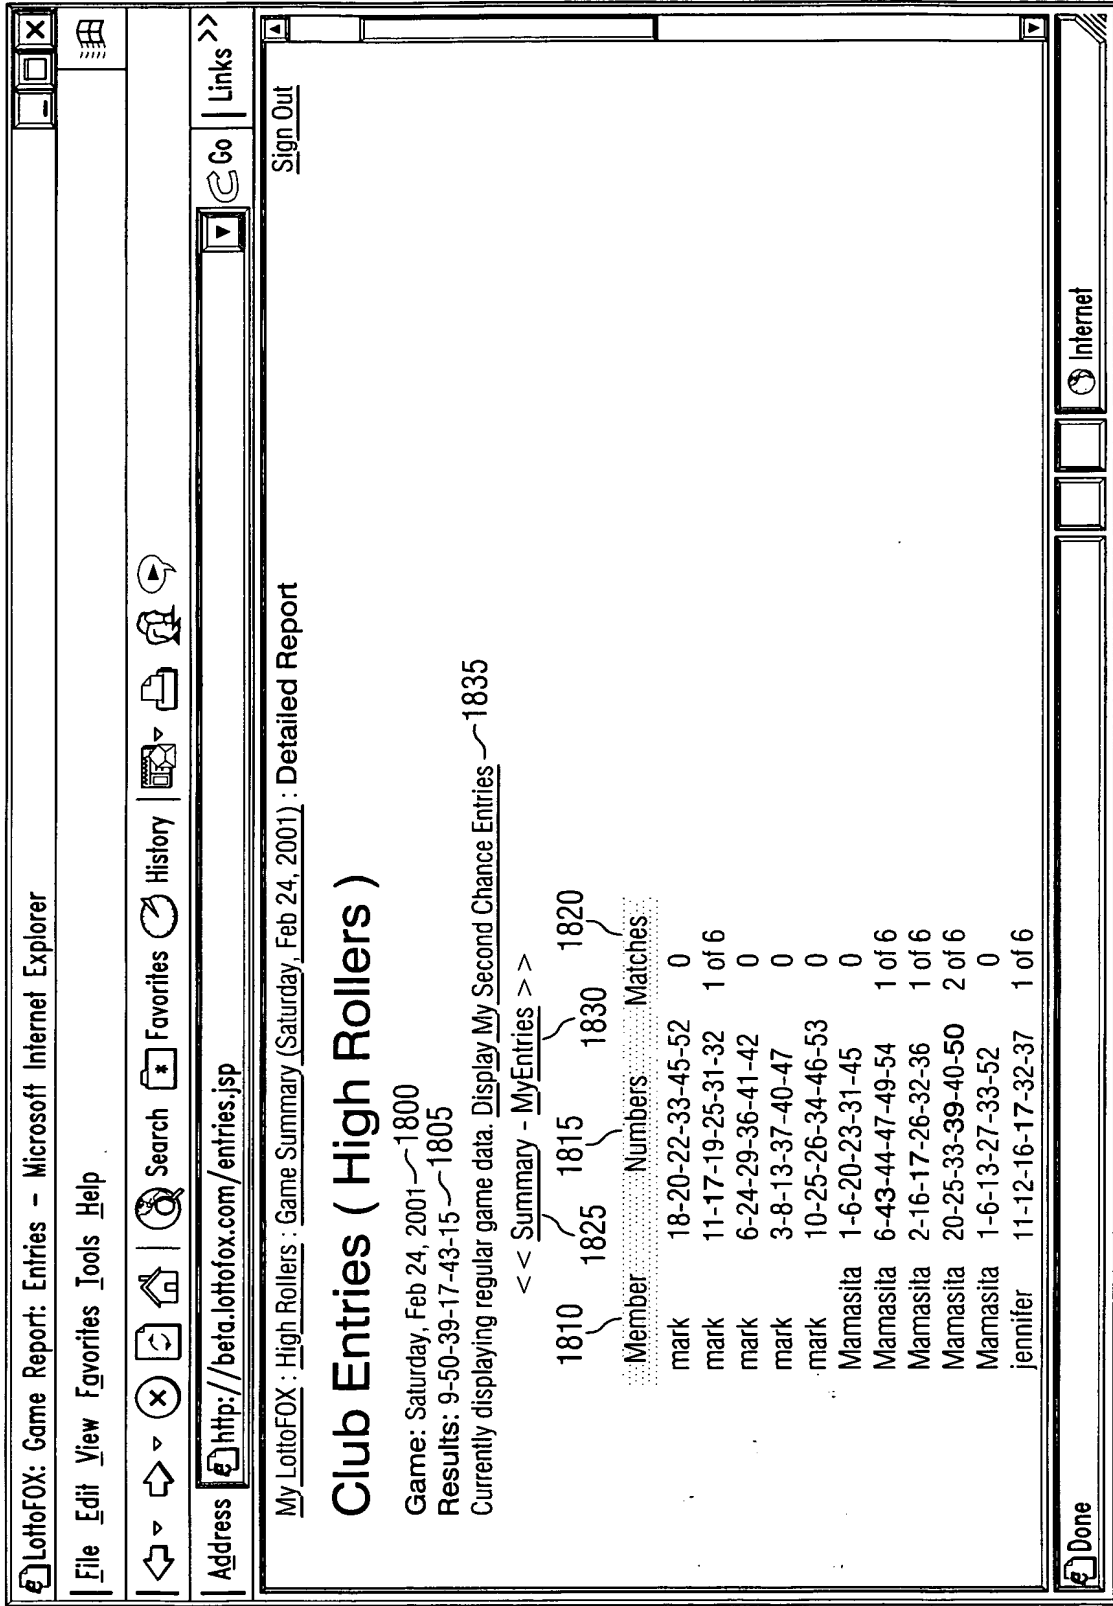 LottoFOX: Game Report: Entries – Microsoft Internet Explorer
File Edit View Favorites Tools Help
Search Favorites History
Address http://beta.lottofox.com/entries.jsp Go Links >>
My LottoFOX : High Rollers : Game Summary (Saturday, Feb 24, 2001) : Detailed Report Sign Out
Club Entries ( High Rollers )
Game: Saturday, Feb 24, 2001 1800
Results: 9-50-39-17-43-15 1805
Currently displaying regular game data. Display My Second Chance Entries 1835
< < Summary - MyEntries > >
1810 1825 1815 1830 1820
Member Numbers Matches
mark 18-20-22-33-45-52 0
mark 11-17-19-25-31-32 1 of 6
mark 6-24-29-36-41-42 0
mark 3-8-13-37-40-47 0
mark 10-25-26-34-46-53 0
Mamasita 1-6-20-23-31-45 0
Mamasita 6-43-44-47-49-54 1 of 6
Mamasita 2-16-17-26-32-36 1 of 6
Mamasita 20-25-33-39-40-50 2 of 6
Mamasita 1-6-13-27-33-52 0
jennifer 11-12-16-17-32-37 1 of 6
Done Internet